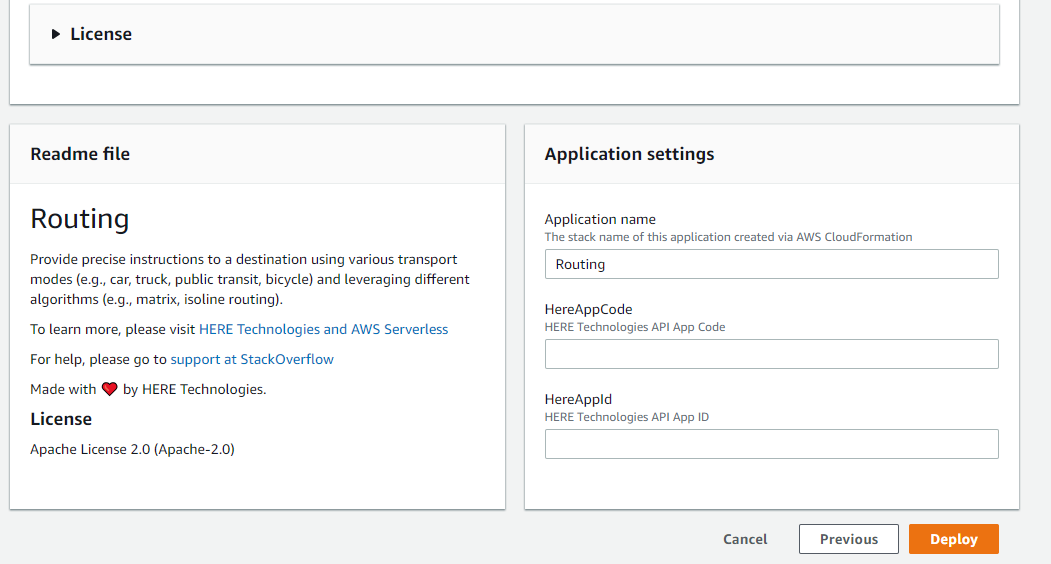 License
Readme file
Routing
Provide precise instructions to a destination using various transport
modes (e.g., car, truck, public transit, bicycle) and leveraging different
algorithms (e.g., matrix, isoline routing).
To learn more, please visit HERE Technologies and AWS Serverless
For help, please go to support at StackOverflow
Made with ❤ by HERE Technologies.
License
Apache License 2.0 (Apache-2.0)
Application settings
Application name
The stack name of this application created via AWS CloudFormation
Routing
HereAppCode
HERE Technologies API App Code
HereAppId
HERE Technologies API App ID
Cancel
Previous
Deploy